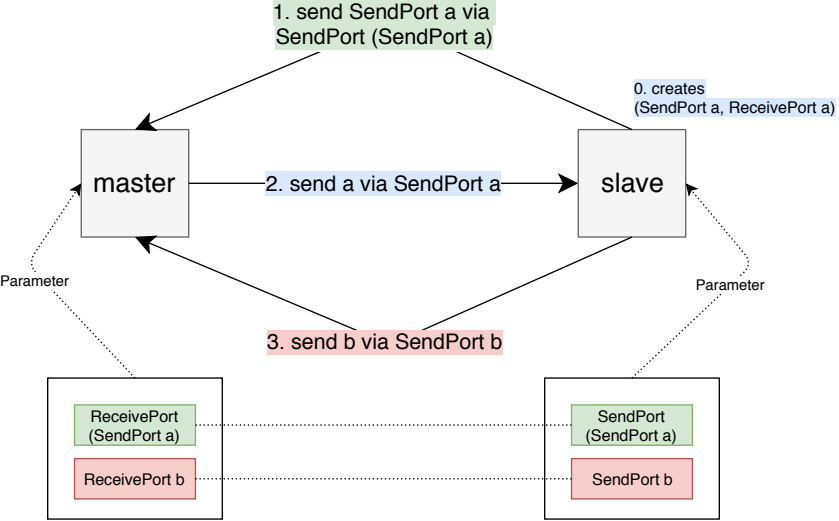 1. send SendPort a via
SendPort (SendPort a)
0. creates
(SendPort a, ReceivePort a)
master
2. send a via SendPort a
slave
Parameter
Parameter
3. send b via SendPort b
ReceivePort
(SendPort a)
SendPort
(SendPort a)
ReceivePort b
SendPort b